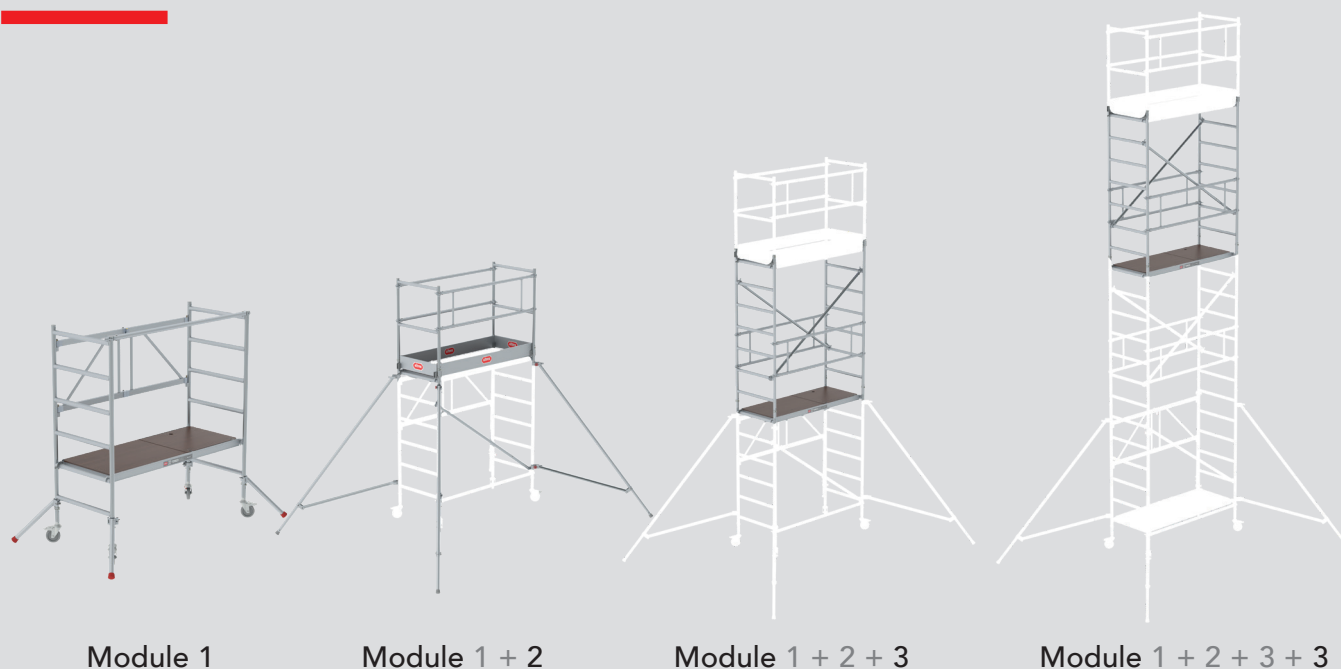 Module 1
Module 1 + 2
Module 1 + 2 + 3
Module 1 + 2 + 3 + 3